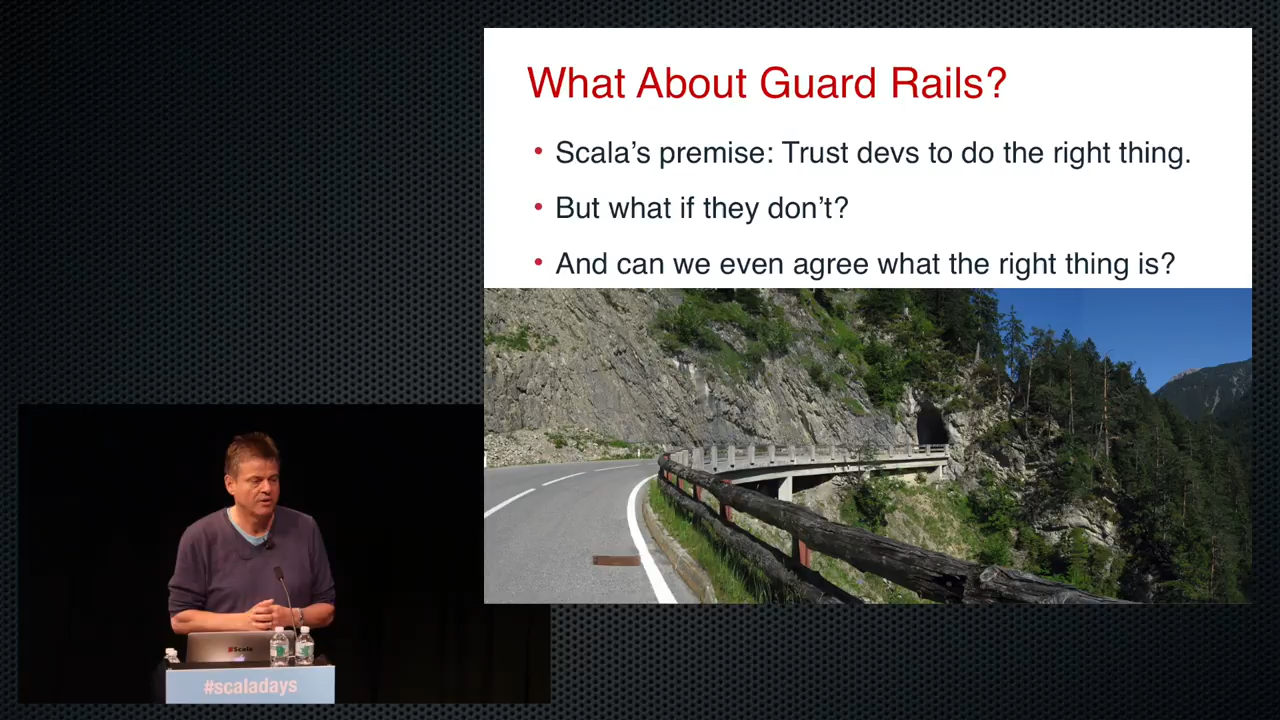 What About Guard Rails?
• Scala’s premise: Trust devs to do the right thing.
• But what if they don’t?
• And can we even agree what the right thing is?
Scala
#scaladays